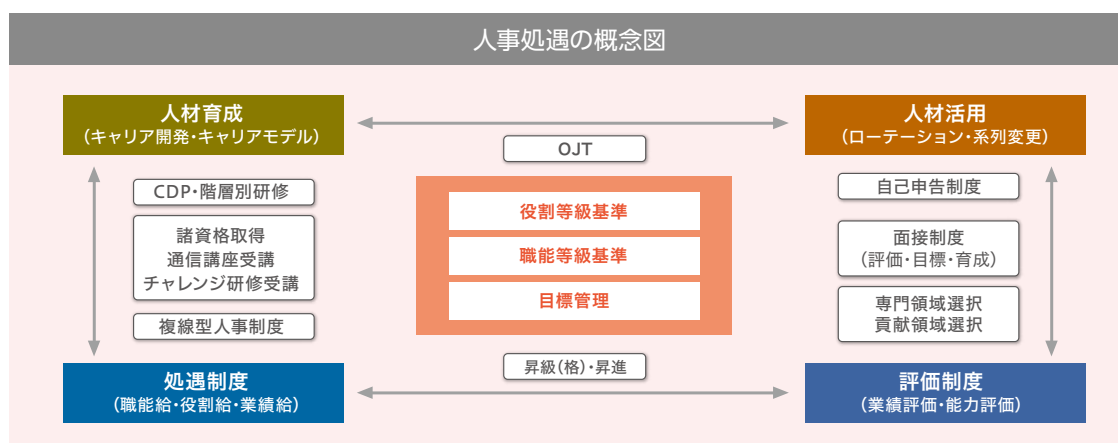 人事処遇の概念図
人材育成
(キャリア開発・キャリアモデル)
人材活用
(ローテーション・系列変更)
OJT
CDP・階層別研修
諸資格取得
通信講座受講
チャレンジ研修受講
複線型人事制度
役割等級基準
職能等級基準
目標管理
自己申告制度
面接制度
(評価・目標・育成)
専門領域選択
貢献領域選択
昇級(格)・昇進
処遇制度
(職能給・役割給・業績給)
評価制度
(業績評価・能力評価)